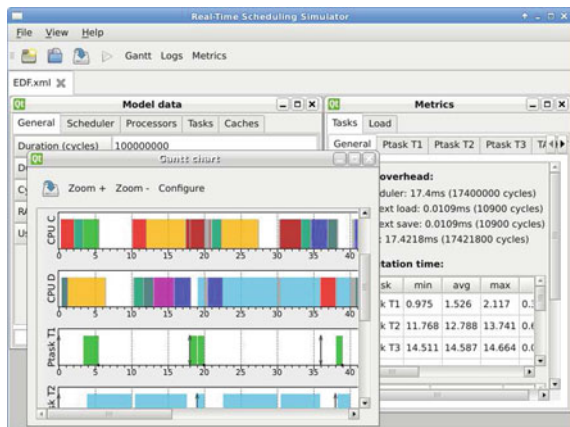 Real-Time Scheduling Simulator
File View Help
Gantt Logs Metrics
EDF.xml
Qt Model data
General Scheduler Processors Tasks Caches
Duration (cycles) 100000000
Qt Metrics
Tasks Load
General Ptask T1 Ptask T2 Ptask T3
overhead:
duler: 17.4ms (17400000 cycles)
ext load: 0.0109ms (10900 cycles)
ext save: 0.0109ms (10900 cycles)
: 17.4218ms (17421800 cycles)
tation time:
sk min avg max
k T1 0.975 1.526 2.117
k T2 11.768 12.788 13.741
k T3 14.511 14.587 14.664
Qt Gantt chart
Zoom + Zoom - Configure
CPU C
0 5 10 15 20 25 30 35 40
CPU D
0 5 10 15 20 25 30 35 40
Ptask T1
0 5 10 15 20 25 30 35 40
sk T2